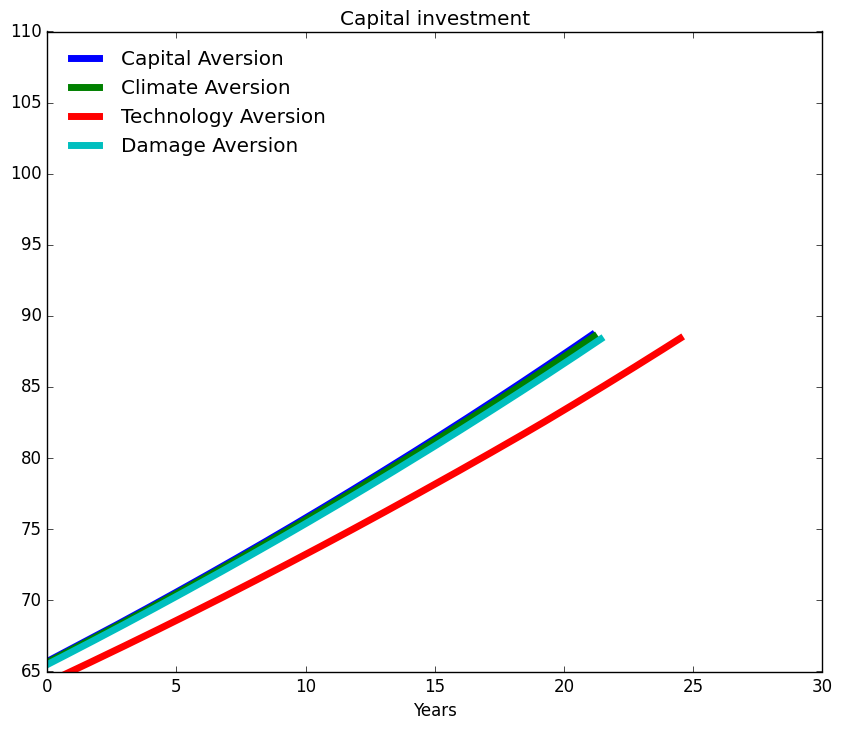 Capital investment
110
105
100
95
90
85
80
75
70
65
Capital Aversion
Climate Aversion
Technology Aversion
Damage Aversion
0 5 10 15 20 25 30
Years